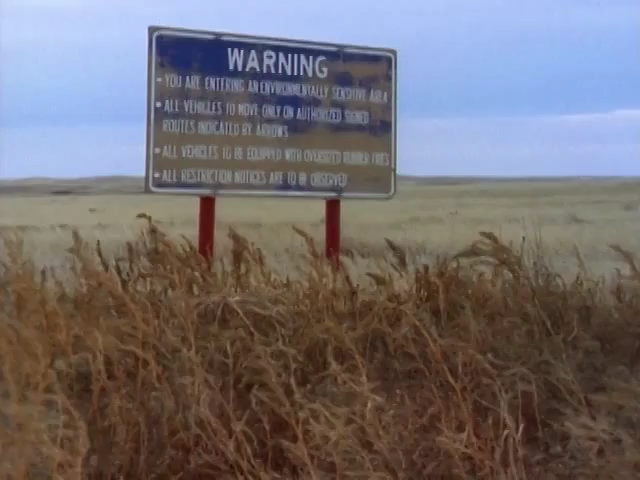 WARNING
• YOU ARE ENTERING AN ENVIRONMENTALLY SENSITIVE AREA
• ALL VEHICLES TO MOVE ONLY ON AUTHORIZED SIGNED
ROUTES INDICATED BY ARROWS
• ALL VEHICLES TO BE EQUIPPED WITH OVERSIZED RUBBER TIRES
• ALL RESTRICTION NOTICES ARE TO BE OBSERVED